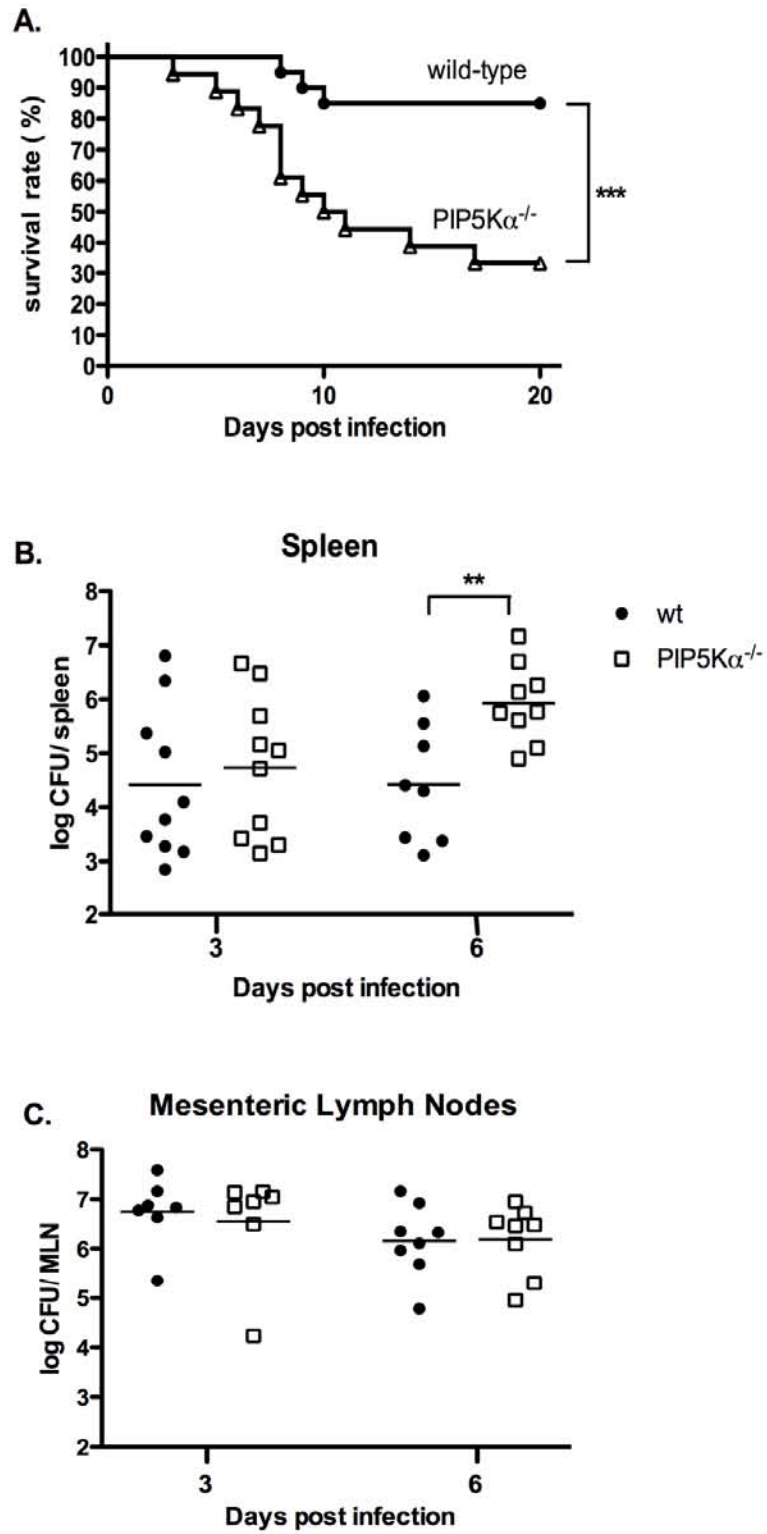 A.
100
90
80
70
60
50
40
30
20
10
0
survival rate ( %)
wild-type
PIP5Kα-/-
***
0 10 20
Days post infection
B.
Spleen
8
7
6
5
4
3
2
log CFU/ spleen
**
wt
PIP5Kα-/-
3 6
Days post infection
C.
Mesenteric Lymph Nodes
8
7
6
5
4
3
2
log CFU/ MLN
3 6
Days post infection